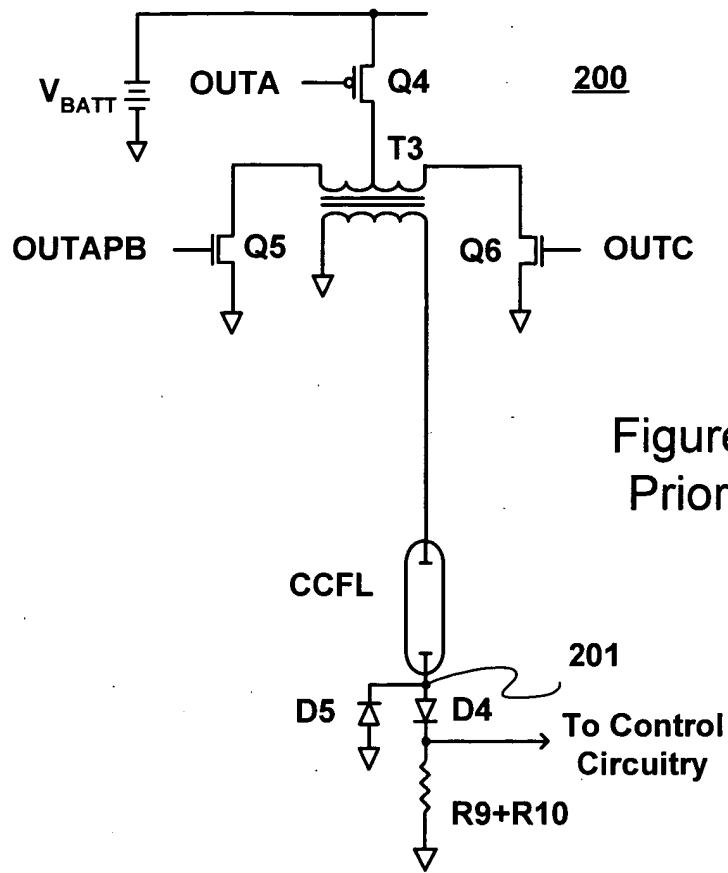 200
V_BATT
OUTA
Q4
T3
OUTAPB
Q5
Q6
OUTC
Figure
Prior
CCFL
201
D5
D4
To Control
Circuitry
R9+R10